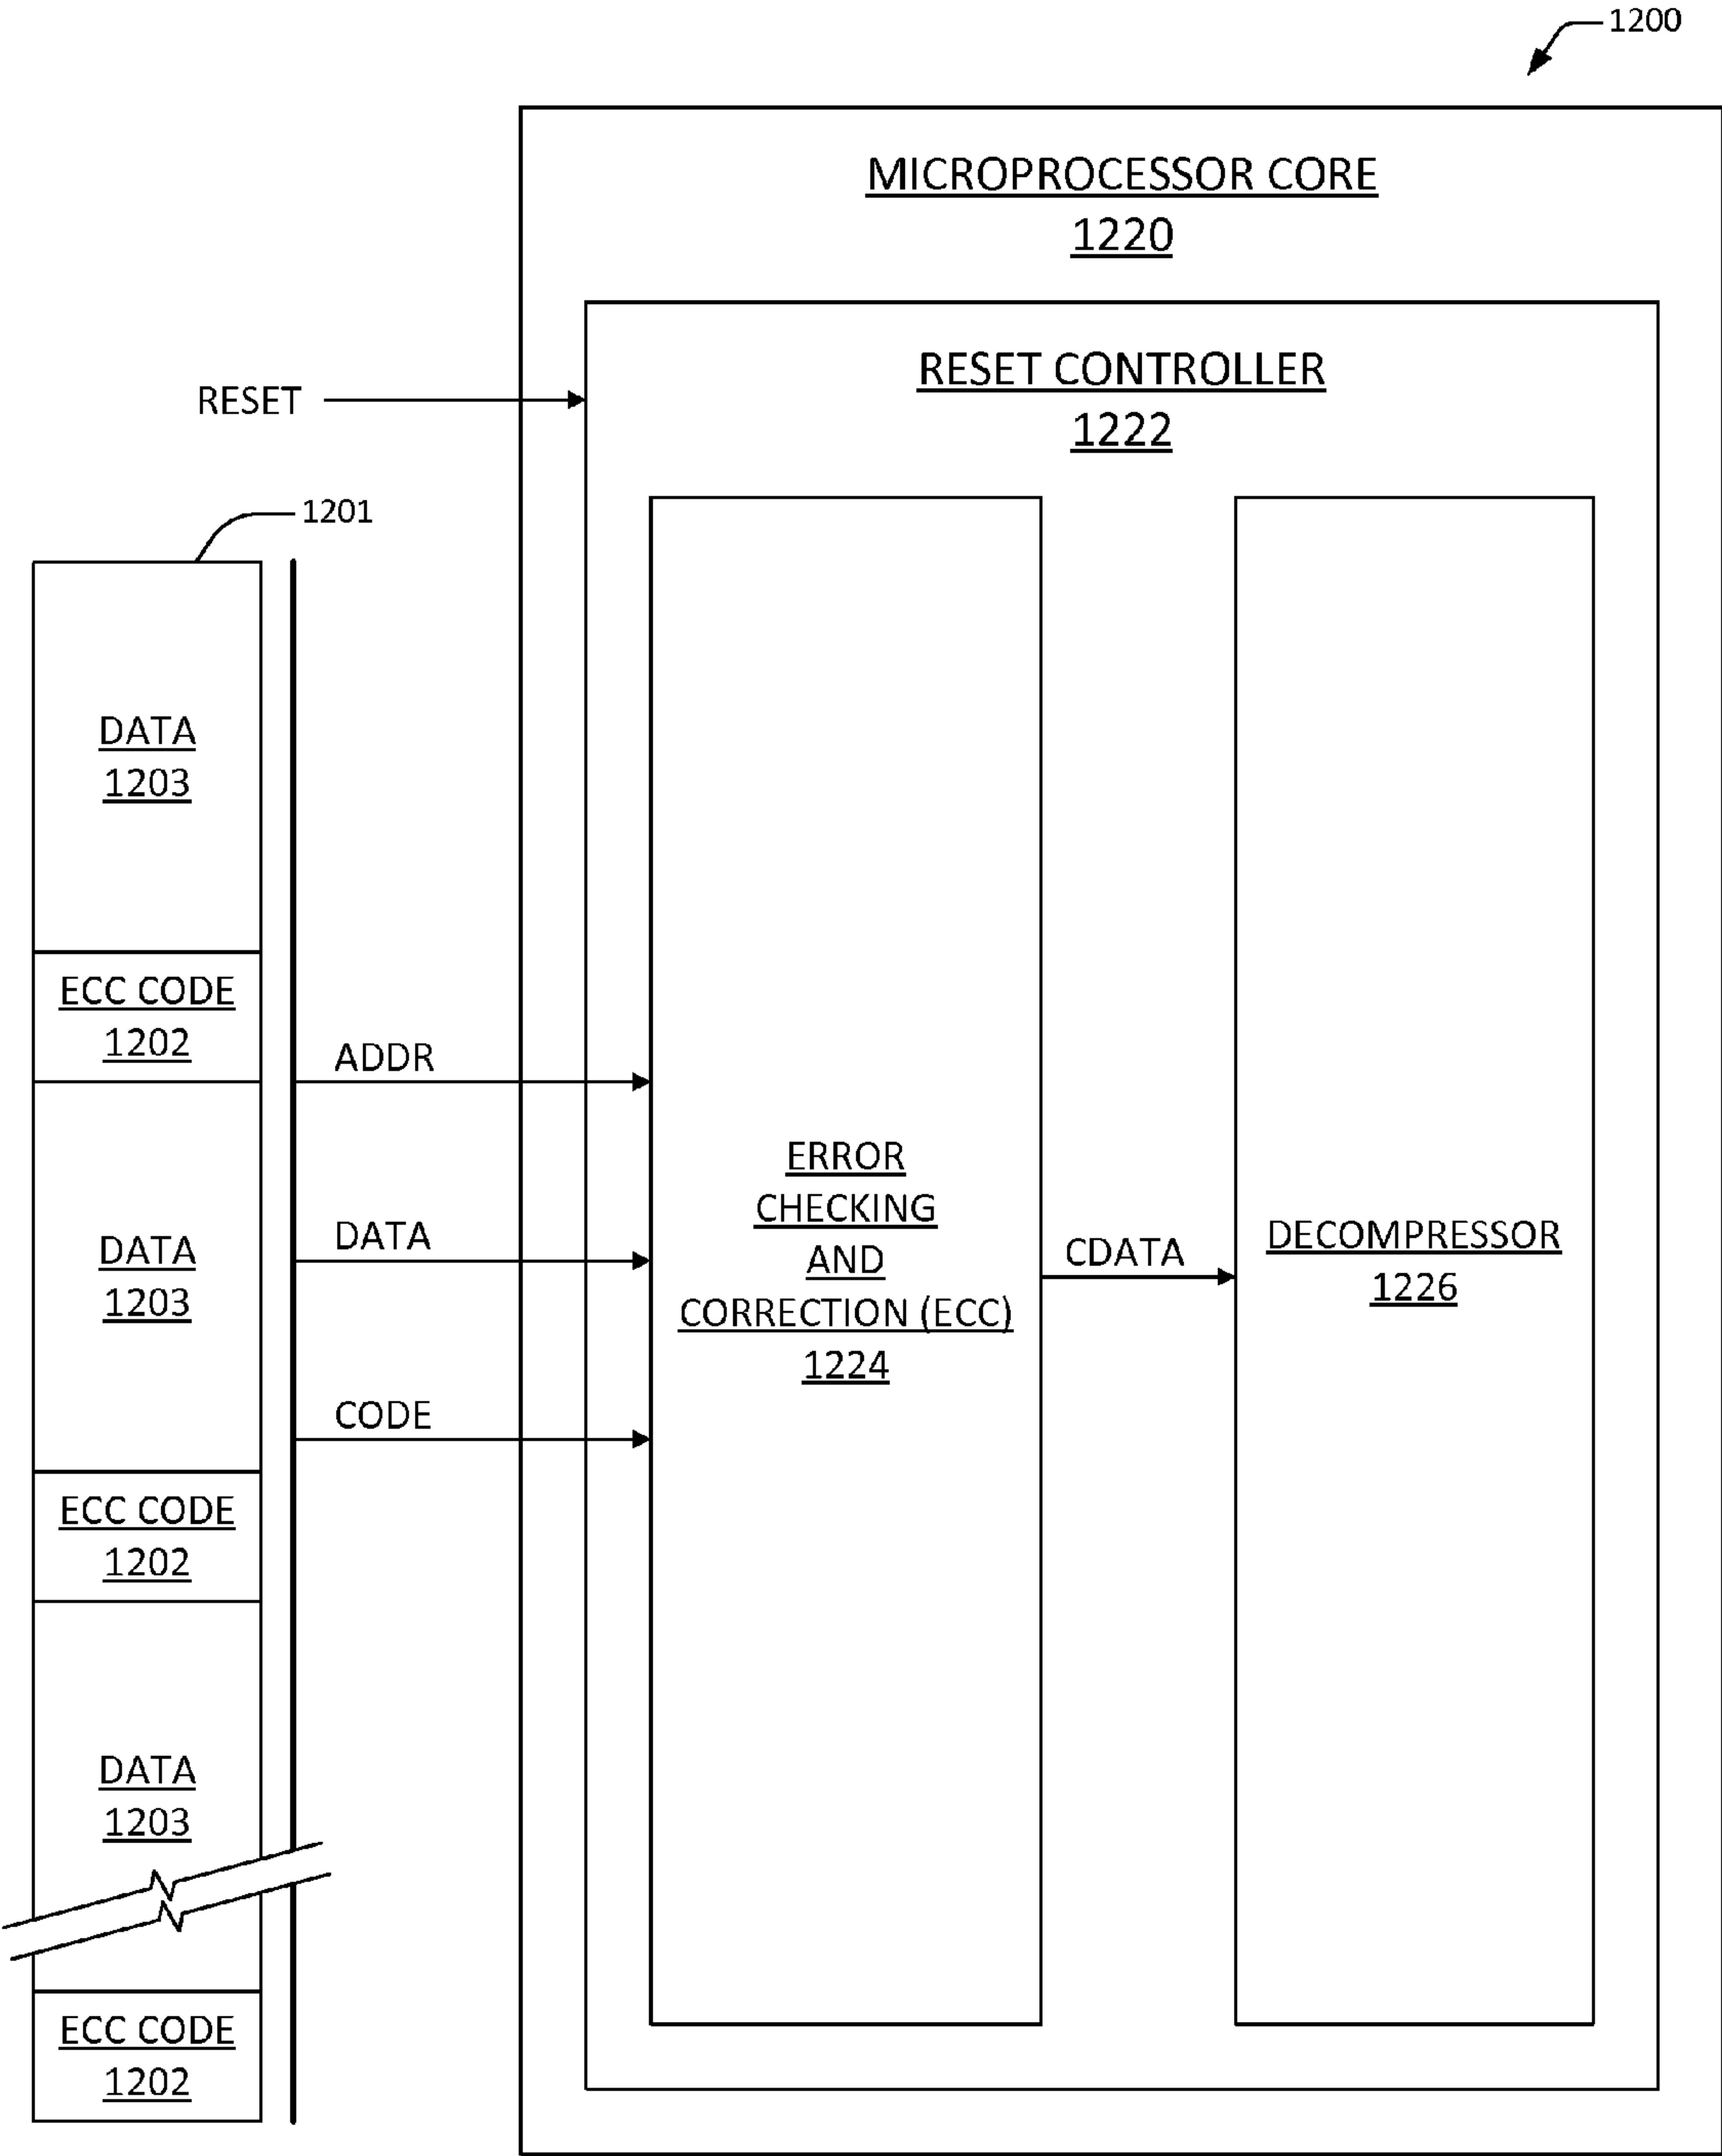 1200
MICROPROCESSOR CORE
1220
RESET CONTROLLER
1222
RESET
1201
DATA
1203
ECC CODE
1202
DATA
1203
ECC CODE
1202
DATA
1203
ECC CODE
1202
ADDR
DATA
CODE
ERROR
CHECKING
AND
CORRECTION (ECC)
1224
CDATA
DECOMPRESSOR
1226